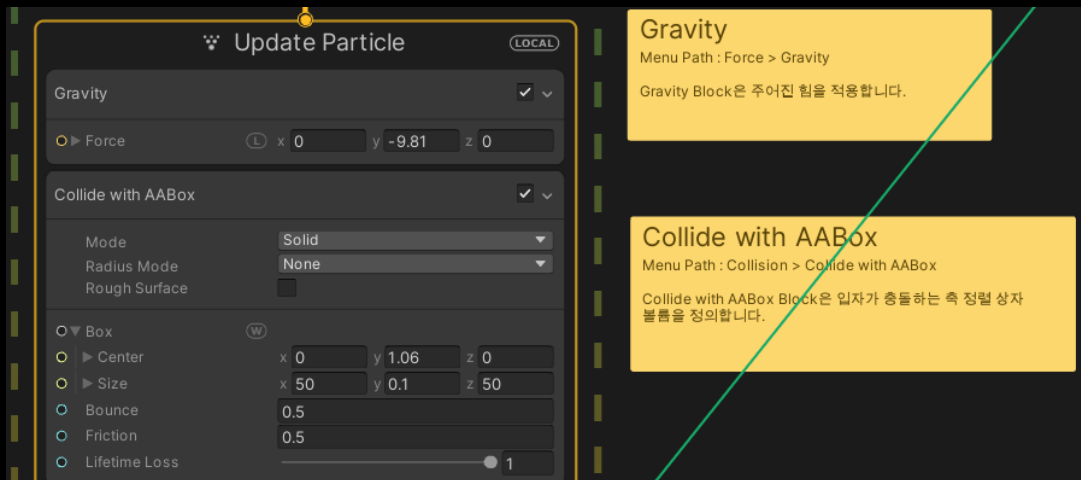 Update Particle
LOCAL
Gravity
Force L x 0 y -9.81 z 0
Collide with AABox
Mode Solid
Radius Mode None
Rough Surface
Box W
Center x 0 y 1.06 z 0
Size x 50 y 0.1 z 50
Bounce 0.5
Friction 0.5
Lifetime Loss 1
Gravity
Menu Path : Force > Gravity
Gravity Block은 주어진 힘을 적용합니다.
Collide with AABox
Menu Path : Collision > Collide with AABox
Collide with AABox Block은 입자가 충돌하는 축 정렬 상자
볼륨을 정의합니다.